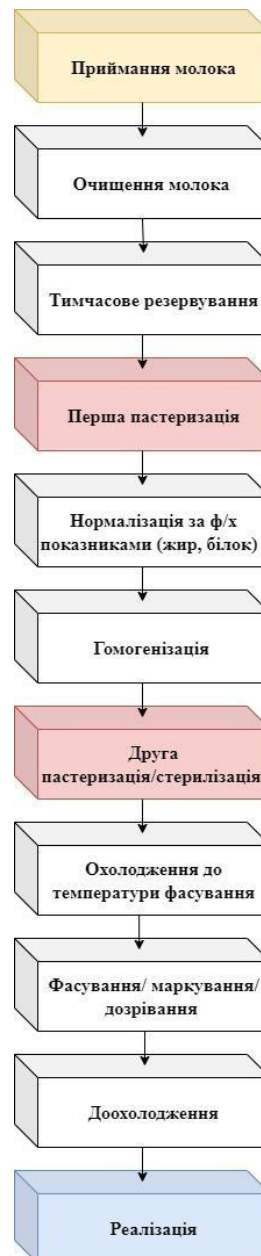 Приймання молока
Очищення молока
Тимчасове резервування
Перша пастеризація
Нормалізація за ф/х
показниками (жир, білок)
Гомогенізація
Друга
пастеризація/стерилізація
Охолодження до
температури фасування
Фасування/ маркування/
дозрівання
Доохолодження
Реалізація